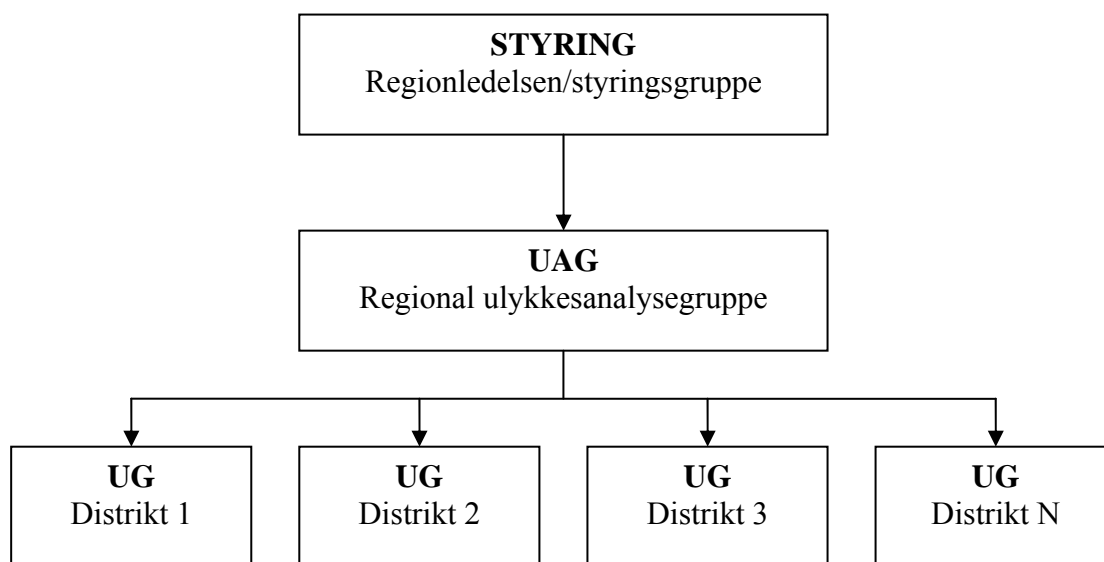 STYRING
Regionledelsen/styringsgruppe
UAG
Regional ulykkesanalysegruppe
UG
Distrikt 1
UG
Distrikt 2
UG
Distrikt 3
UG
Distrikt N